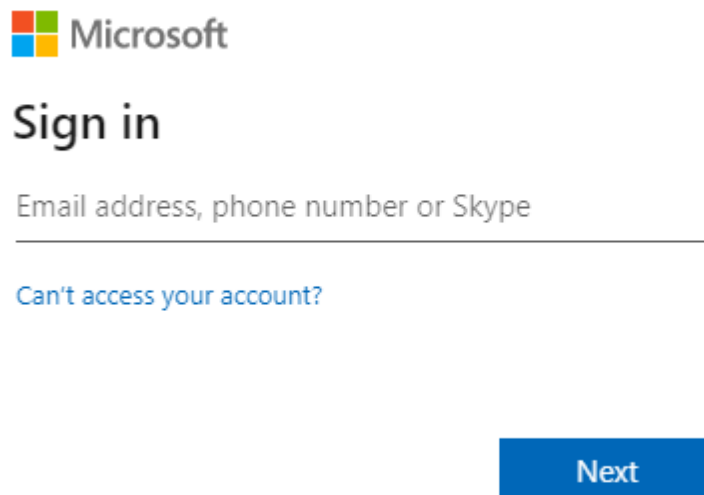 Microsoft
Sign in
Email address, phone number or Skype
Can't access your account?
Next